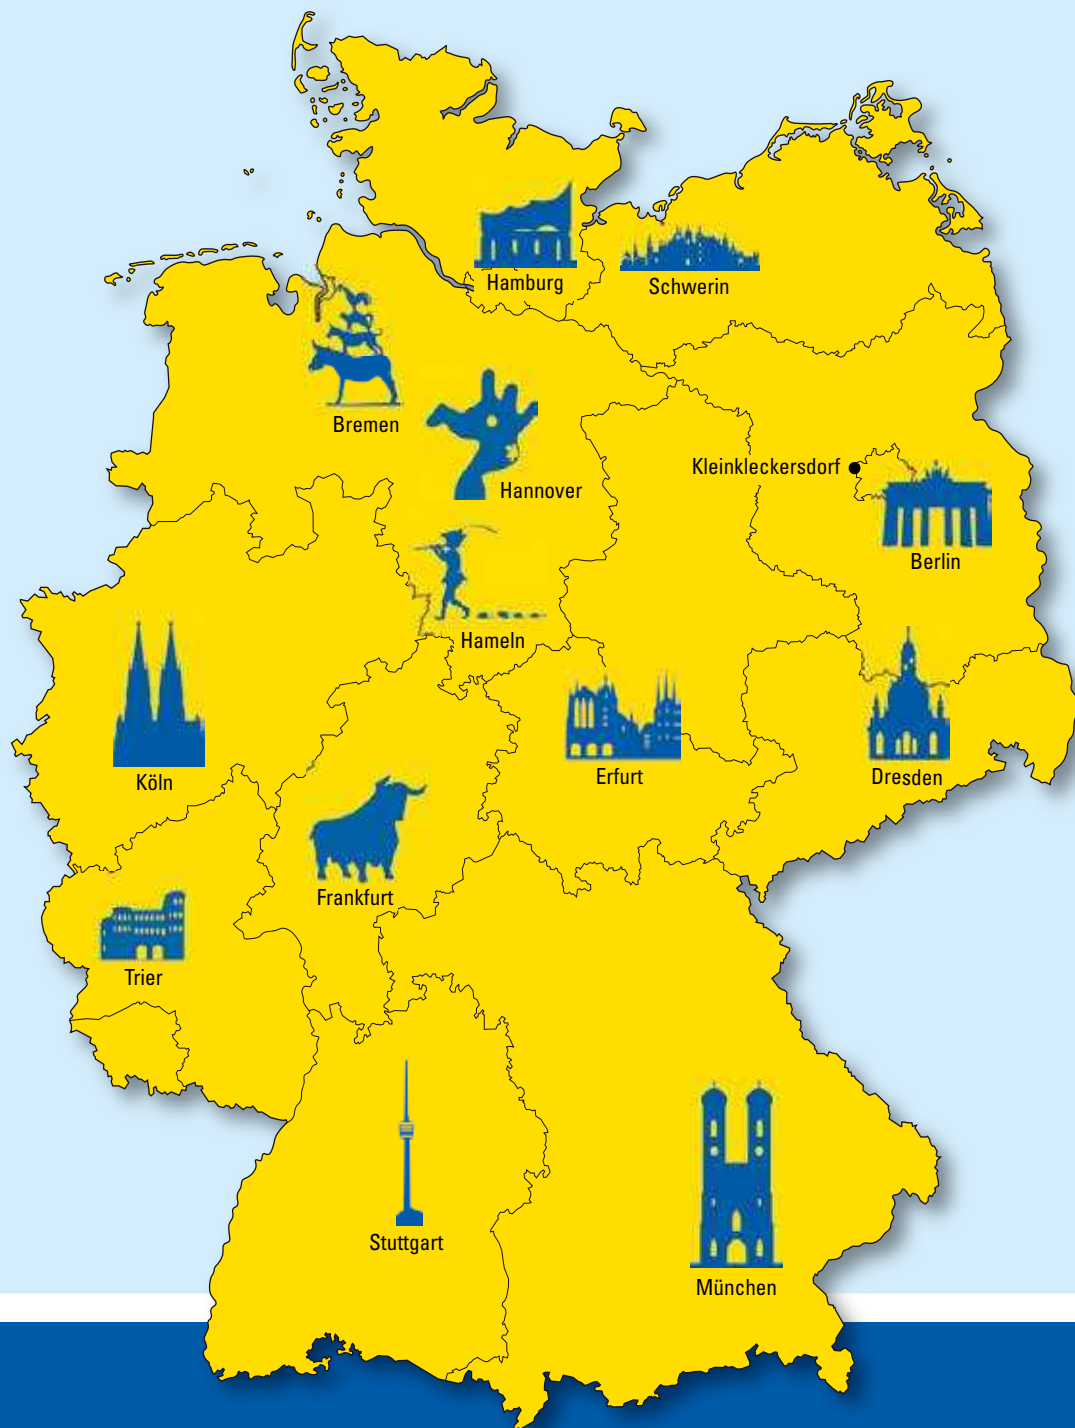 Hamburg
Schwerin
Bremen
Kleinkleckersdorf
Hannover
Berlin
Hameln
Köln
Erfurt
Dresden
Frankfurt
Trier
Stuttgart
München